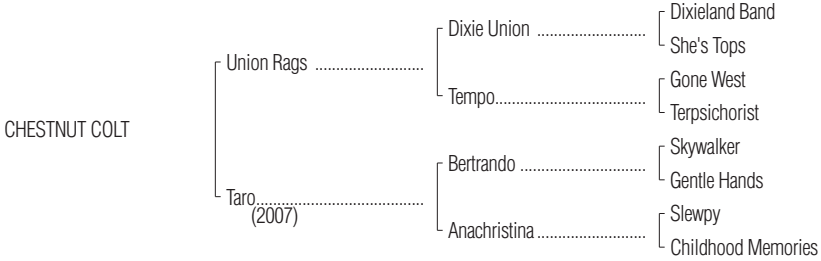 Dixieland Band
Dixie Union ..........................
She's Tops
Union Rags ..........................
Gone West
Tempo....................................
Terpsichorist
CHESTNUT COLT
Skywalker
Bertrando ..............................
Gentle Hands
Taro........................................
(2007)
Slewpy
Anachristina ..........................
Childhood Memories